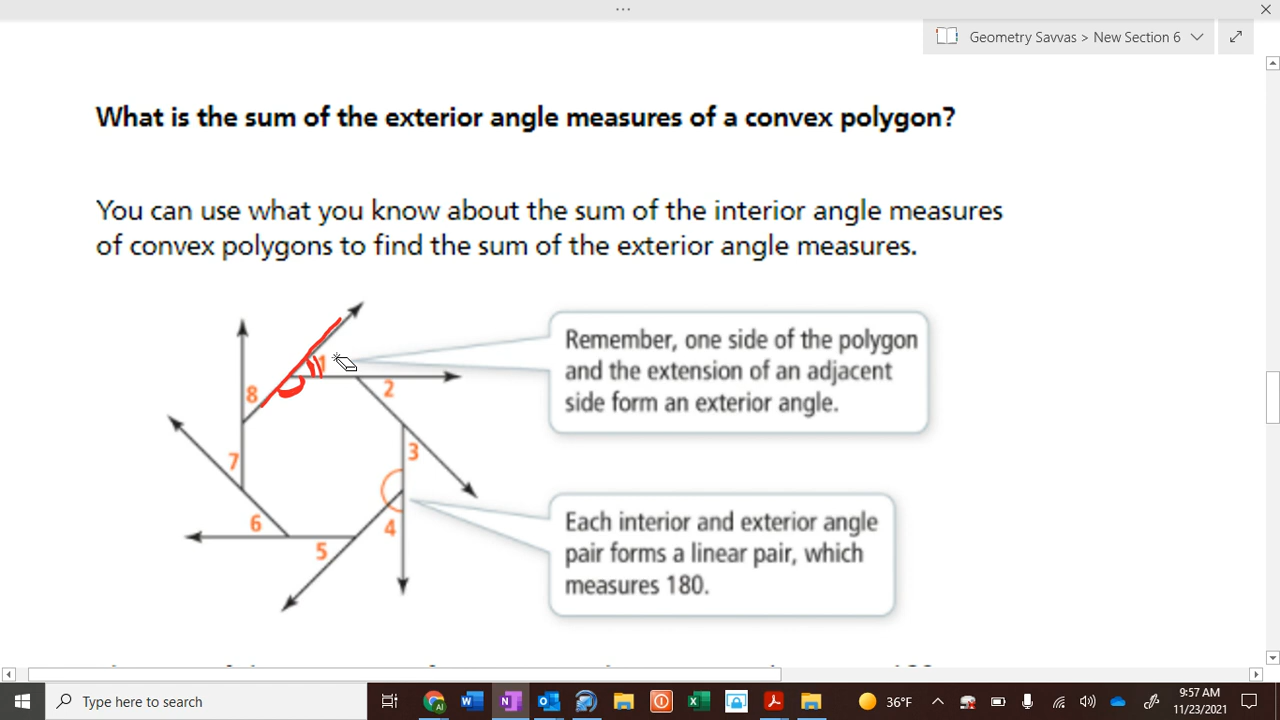 Geometry Savvas > New Section 6
What is the sum of the exterior angle measures of a convex polygon?
You can use what you know about the sum of the interior angle measures
of convex polygons to find the sum of the exterior angle measures.
1
8
2
3
7
6
5
4
Remember, one side of the polygon
and the extension of an adjacent
side form an exterior angle.
Each interior and exterior angle
pair forms a linear pair, which
measures 180.
Type here to search
36°F
9:57 AM
11/23/2021